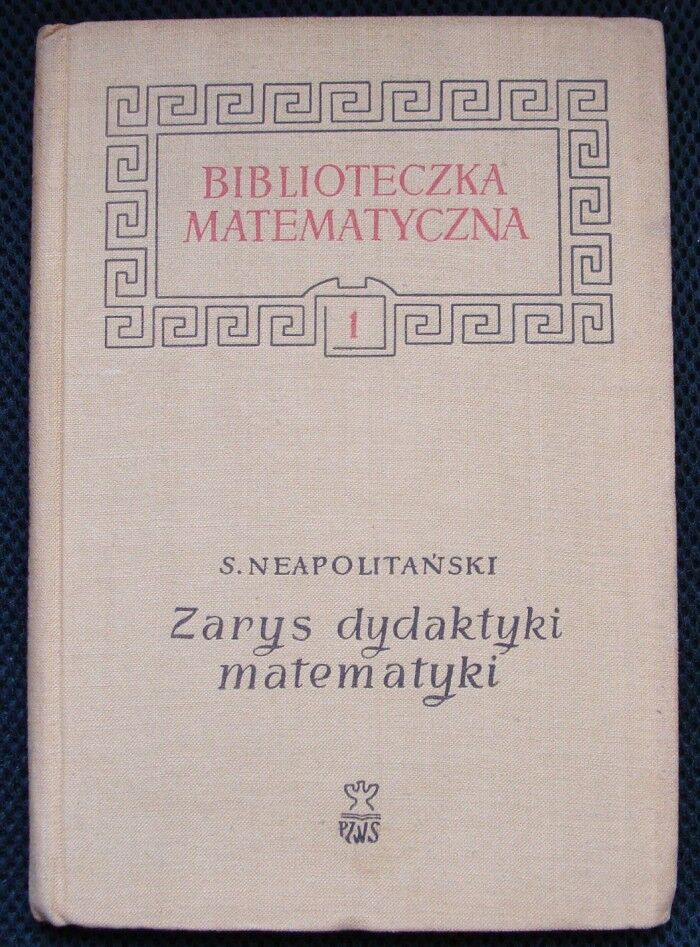 BIBLIOTECZKA
MATEMATYCZNA
1
S. NEAPOLITAŃSKI
Zarys dydaktyki
matematyki
PZWS